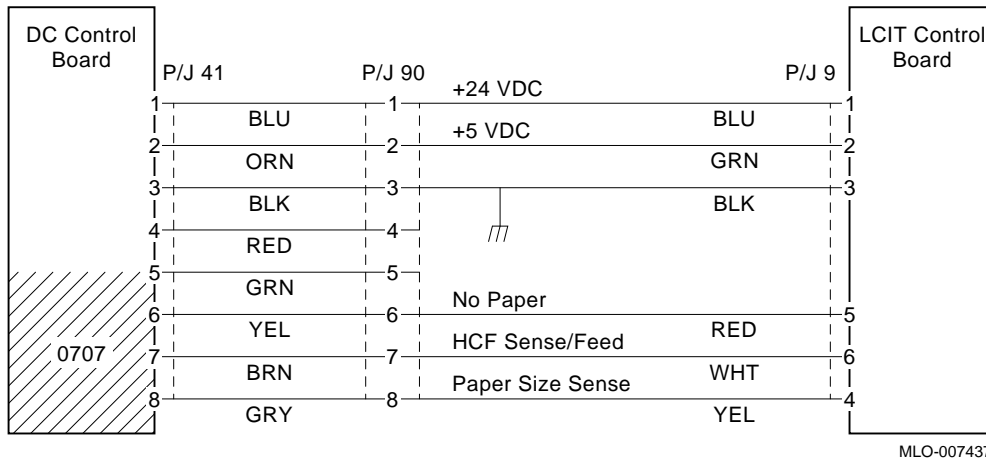 DC Control
Board
LCIT Control
Board
P/J 41
P/J 90
P/J 9
+24 VDC
1
1
1
BLU
BLU
+5 VDC
2
2
2
ORN
GRN
3
3
3
BLK
BLK
4
4
RED
5
5
GRN
No Paper
6
6
5
YEL
RED
HCF Sense/Feed
0707
7
7
6
BRN
WHT
Paper Size Sense
8
8
4
GRY
YEL
MLO-007437